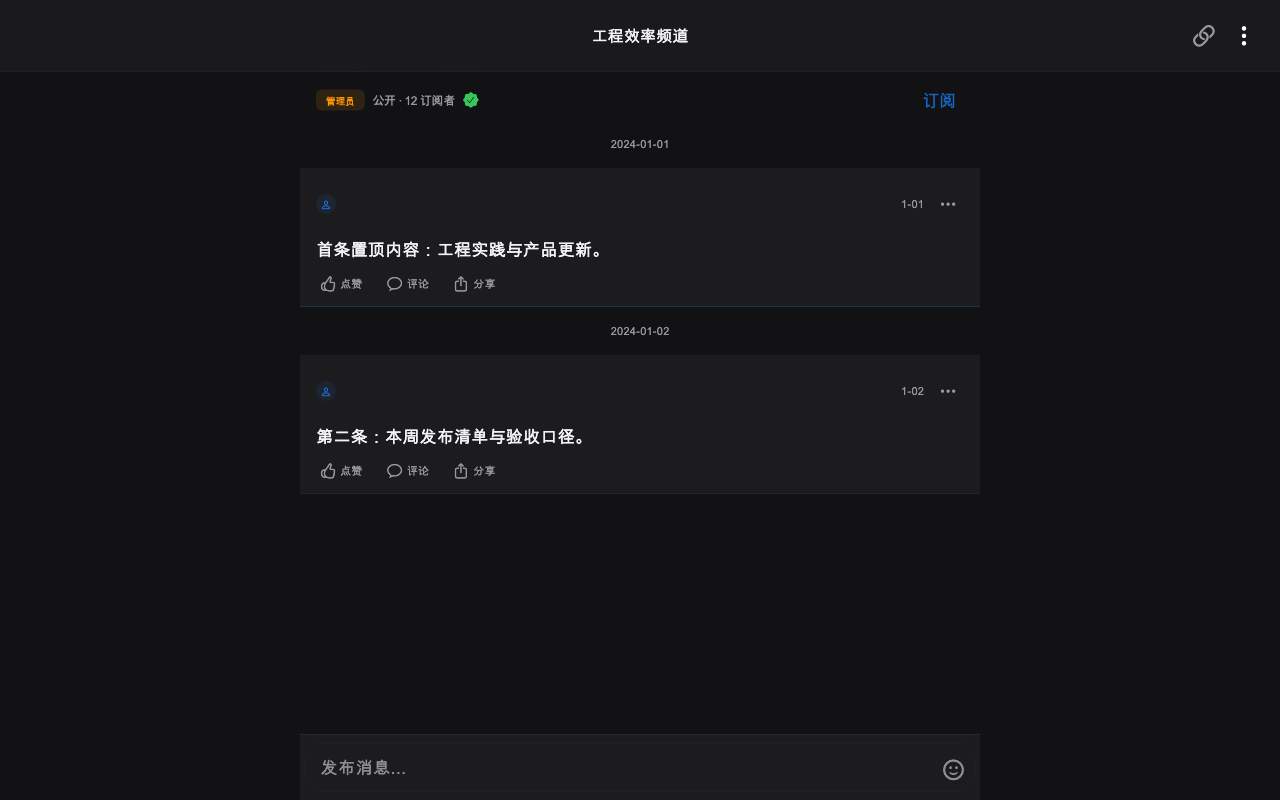 工程效率频道
管理员 公开 · 12 订阅者 订阅
2024-01-01
1-01
首条置顶内容：工程实践与产品更新。
点赞 评论 分享
2024-01-02
1-02
第二条：本周发布清单与验收口径。
点赞 评论 分享
发布消息...